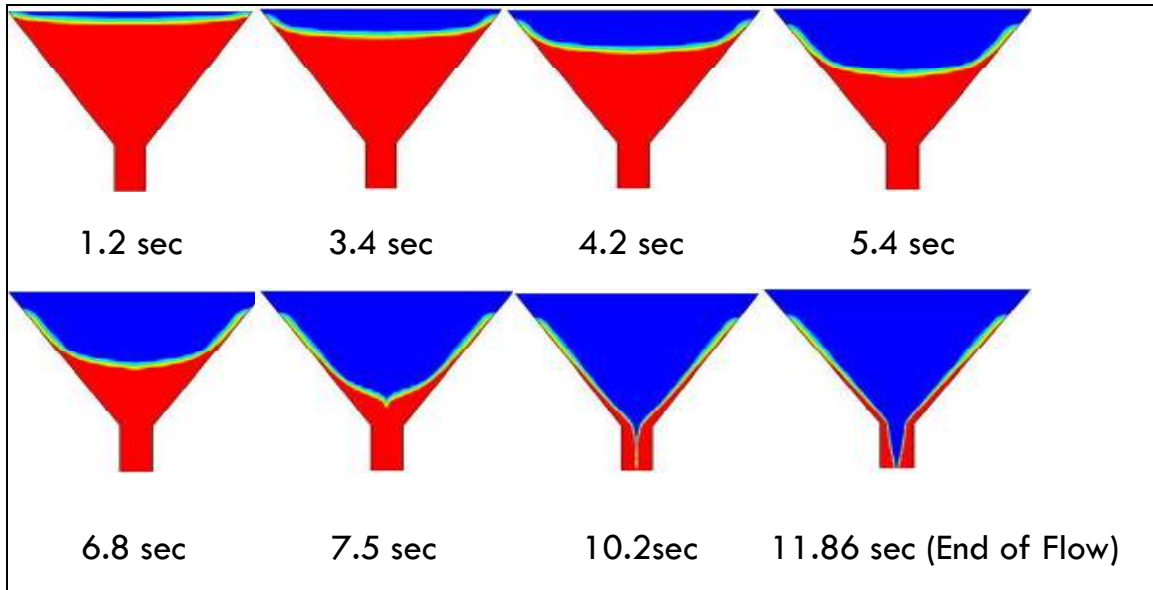 1.2 sec
3.4 sec
4.2 sec
5.4 sec
6.8 sec
7.5 sec
10.2sec
11.86 sec (End of Flow)